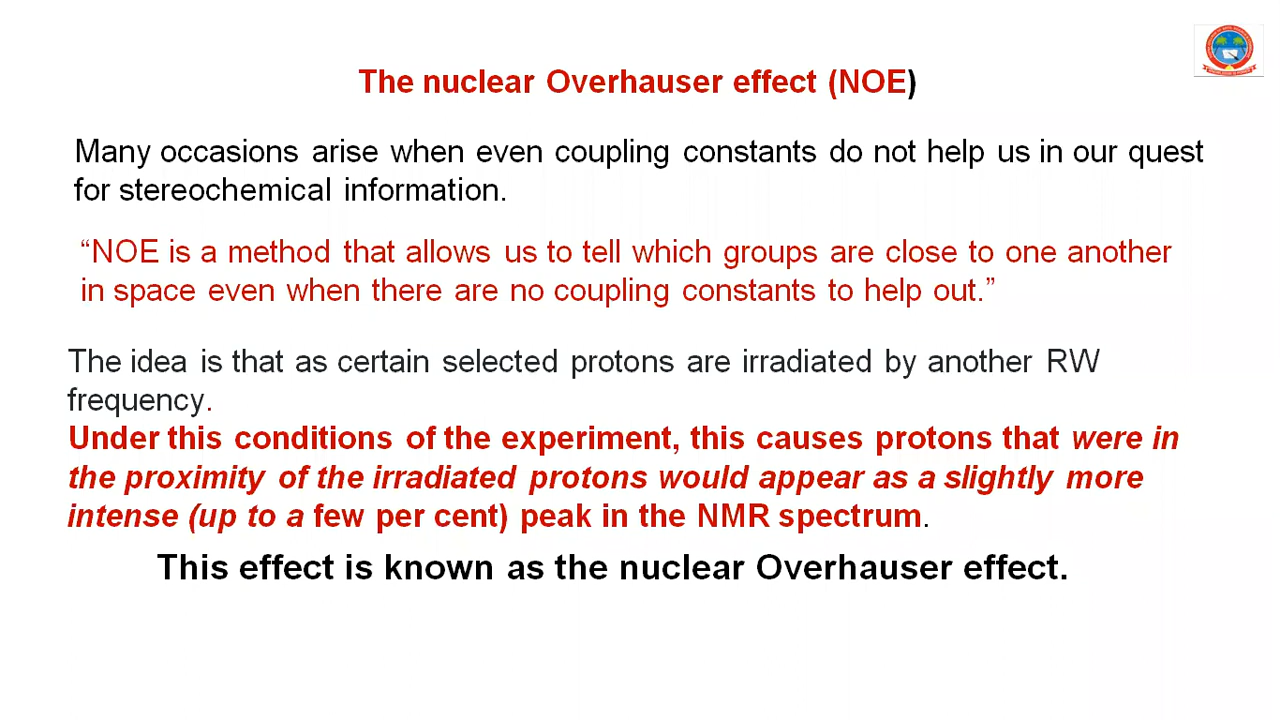 The nuclear Overhauser effect (NOE)
Many occasions arise when even coupling constants do not help us in our quest
for stereochemical information.
“NOE is a method that allows us to tell which groups are close to one another
in space even when there are no coupling constants to help out.”
The idea is that as certain selected protons are irradiated by another RW
frequency.
Under this conditions of the experiment, this causes protons that were in
the proximity of the irradiated protons would appear as a slightly more
intense (up to a few per cent) peak in the NMR spectrum.
This effect is known as the nuclear Overhauser effect.